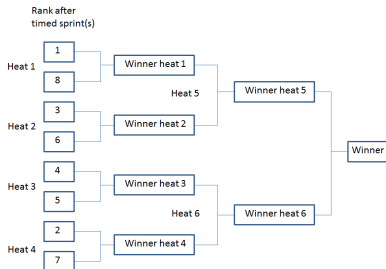 Rank after
timed sprint(s)
1
Heat 1
Winner heat 1
8
Heat 5
Winner heat 5
3
Heat 2
Winner heat 2
6
Winner
4
Heat 3
Winner heat 3
5
Heat 6
Winner heat 6
2
Heat 4
Winner heat 4
7